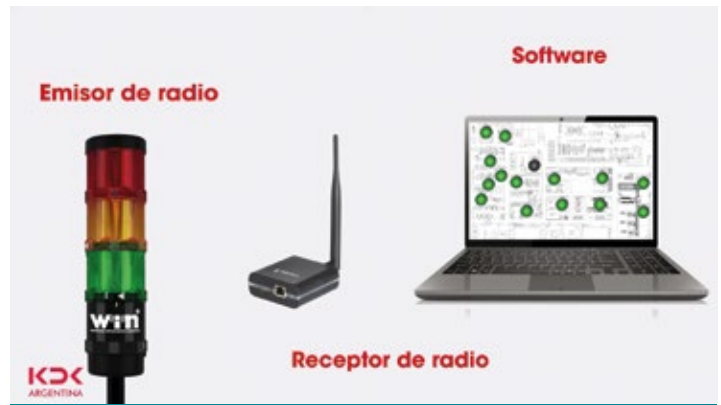 Software
Emisor de radio
win
Receptor de radio
KDK
ARGENTINA